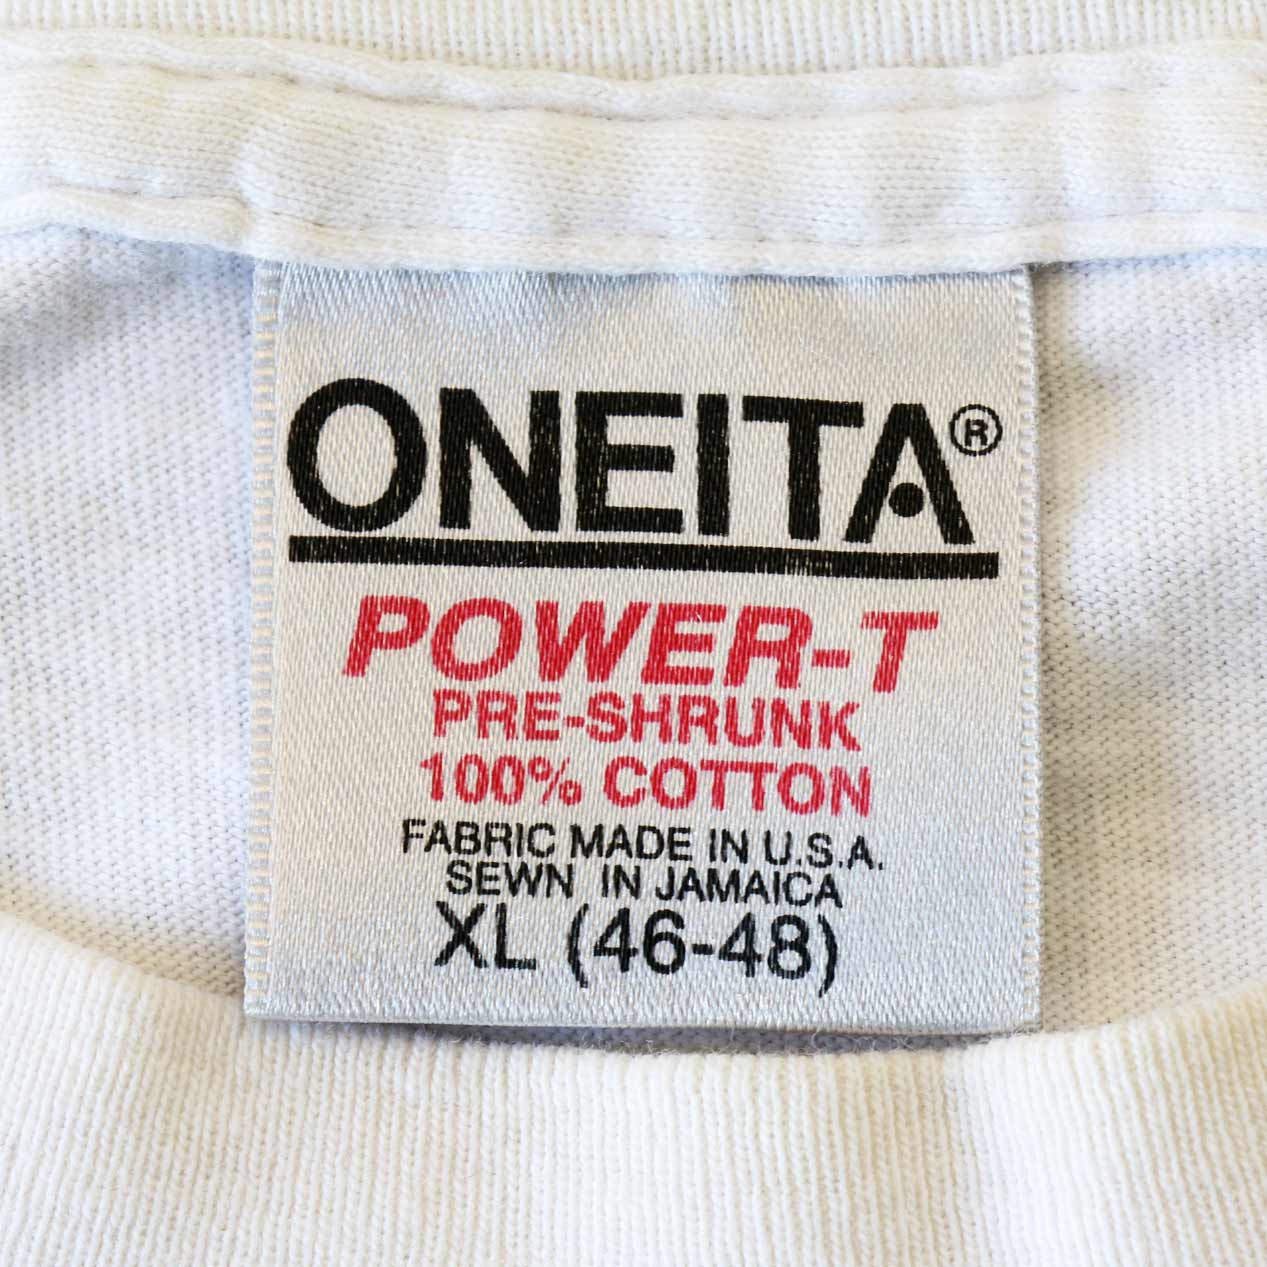 ONEITA®
POWER-T
PRE-SHRUNK
100% COTTON
FABRIC MADE IN U.S.A.
SEWN IN JAMAICA
XL (46-48)